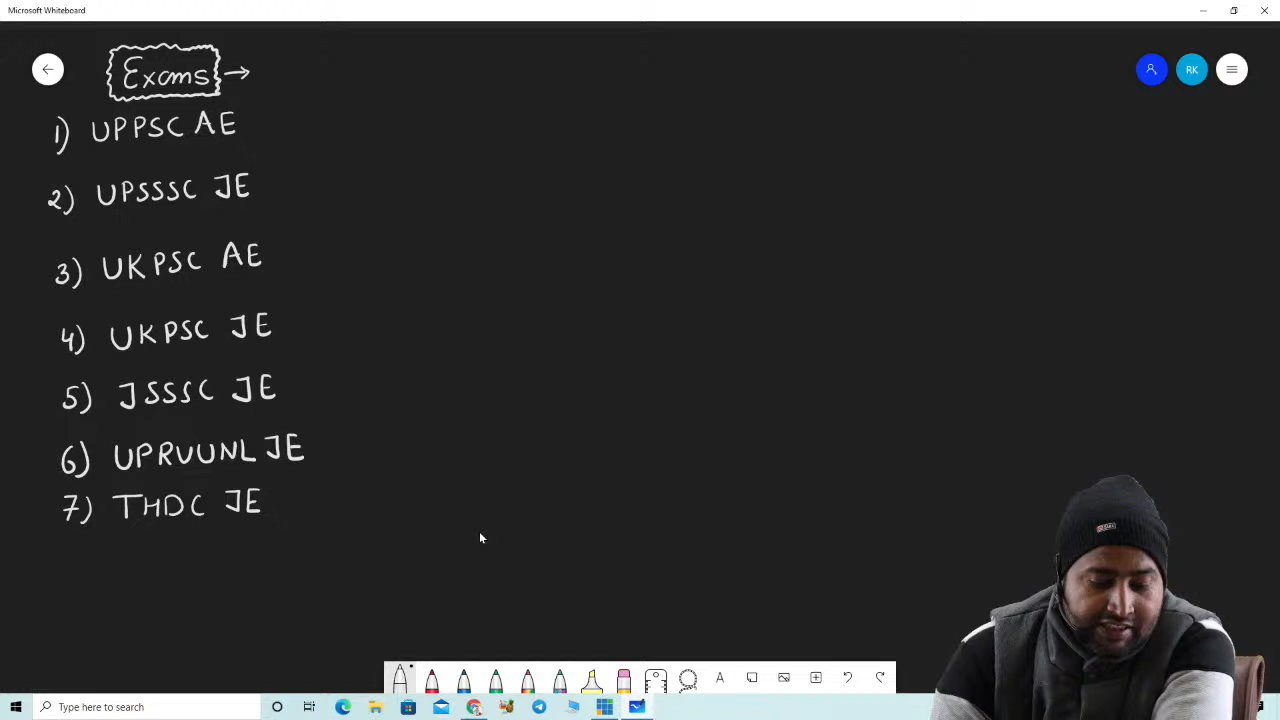 Microsoft Whiteboard
Exams →
RK
1) UPPSC AE
2) UPSSSC JE
3) UKPSC AE
4) UKPSC JE
5) JSSSC JE
6) UPRVUNL JE
7) THDC JE
A
Type here to search